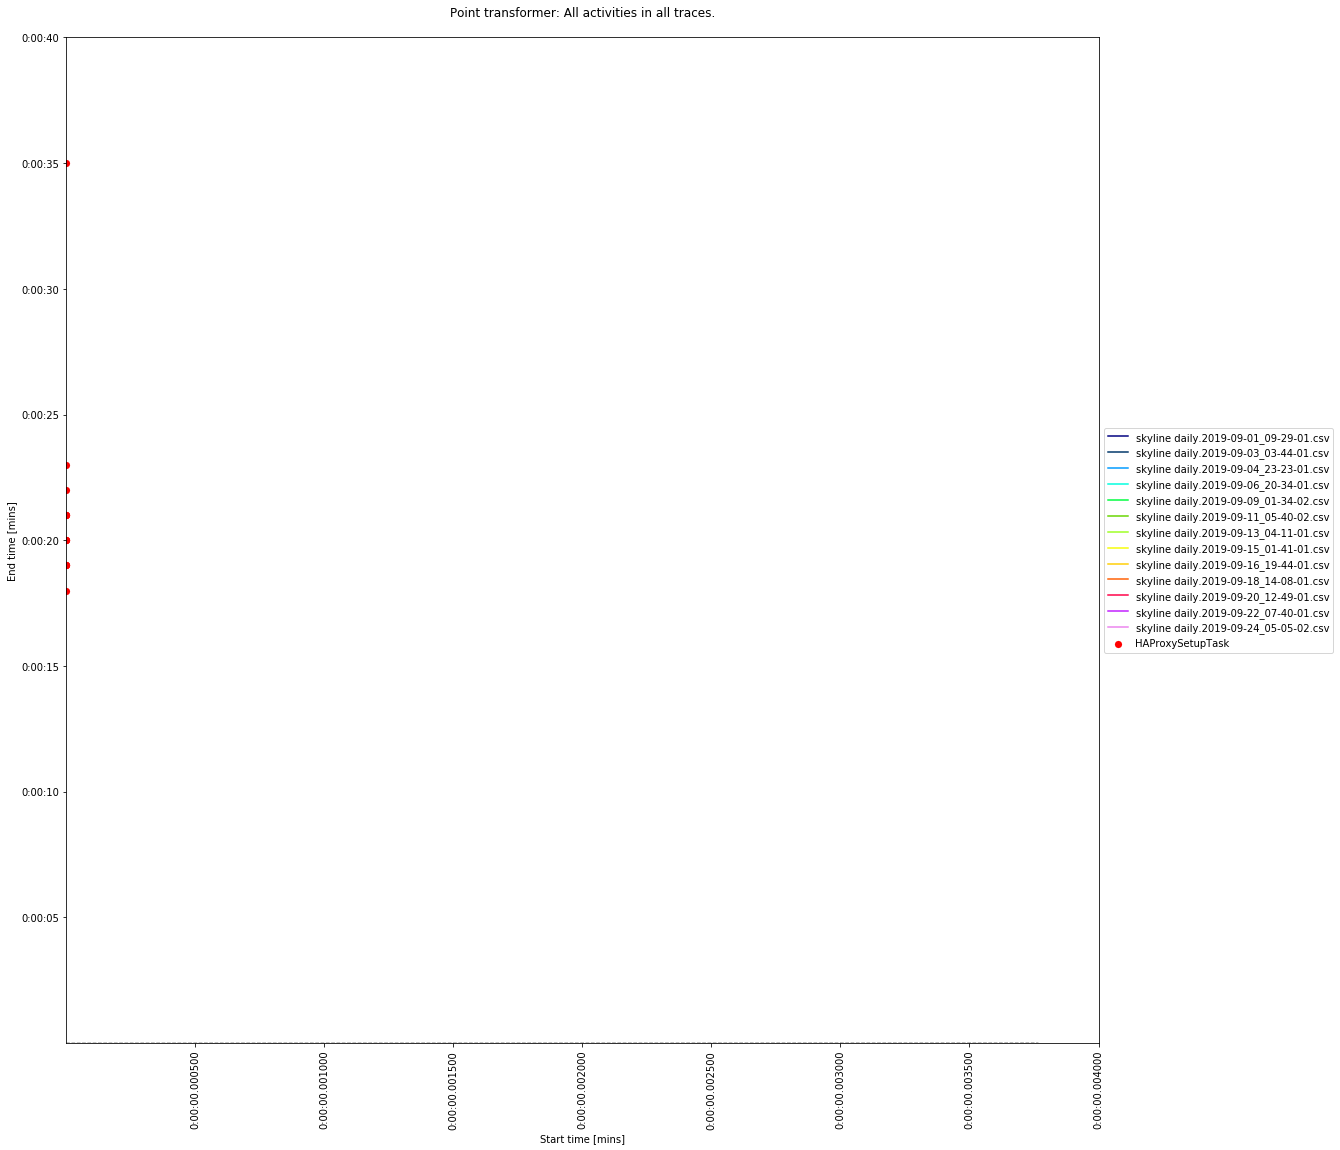 Point transformer: All activities in all traces.
0:00:40
0:00:35
0:00:30
0:00:25
0:00:20
0:00:15
0:00:10
0:00:05
End time [mins]
0:00:00.000500
0:00:00.001000
0:00:00.001500
0:00:00.002000
0:00:00.002500
0:00:00.003000
0:00:00.003500
0:00:00.004000
Start time [mins]
skyline daily.2019-09-01_09-29-01.csv
skyline daily.2019-09-03_03-44-01.csv
skyline daily.2019-09-04_23-23-01.csv
skyline daily.2019-09-06_20-34-01.csv
skyline daily.2019-09-09_01-34-02.csv
skyline daily.2019-09-11_05-40-02.csv
skyline daily.2019-09-13_04-11-01.csv
skyline daily.2019-09-15_01-41-01.csv
skyline daily.2019-09-16_19-44-01.csv
skyline daily.2019-09-18_14-08-01.csv
skyline daily.2019-09-20_12-49-01.csv
skyline daily.2019-09-22_07-40-01.csv
skyline daily.2019-09-24_05-05-02.csv
HAProxySetupTask